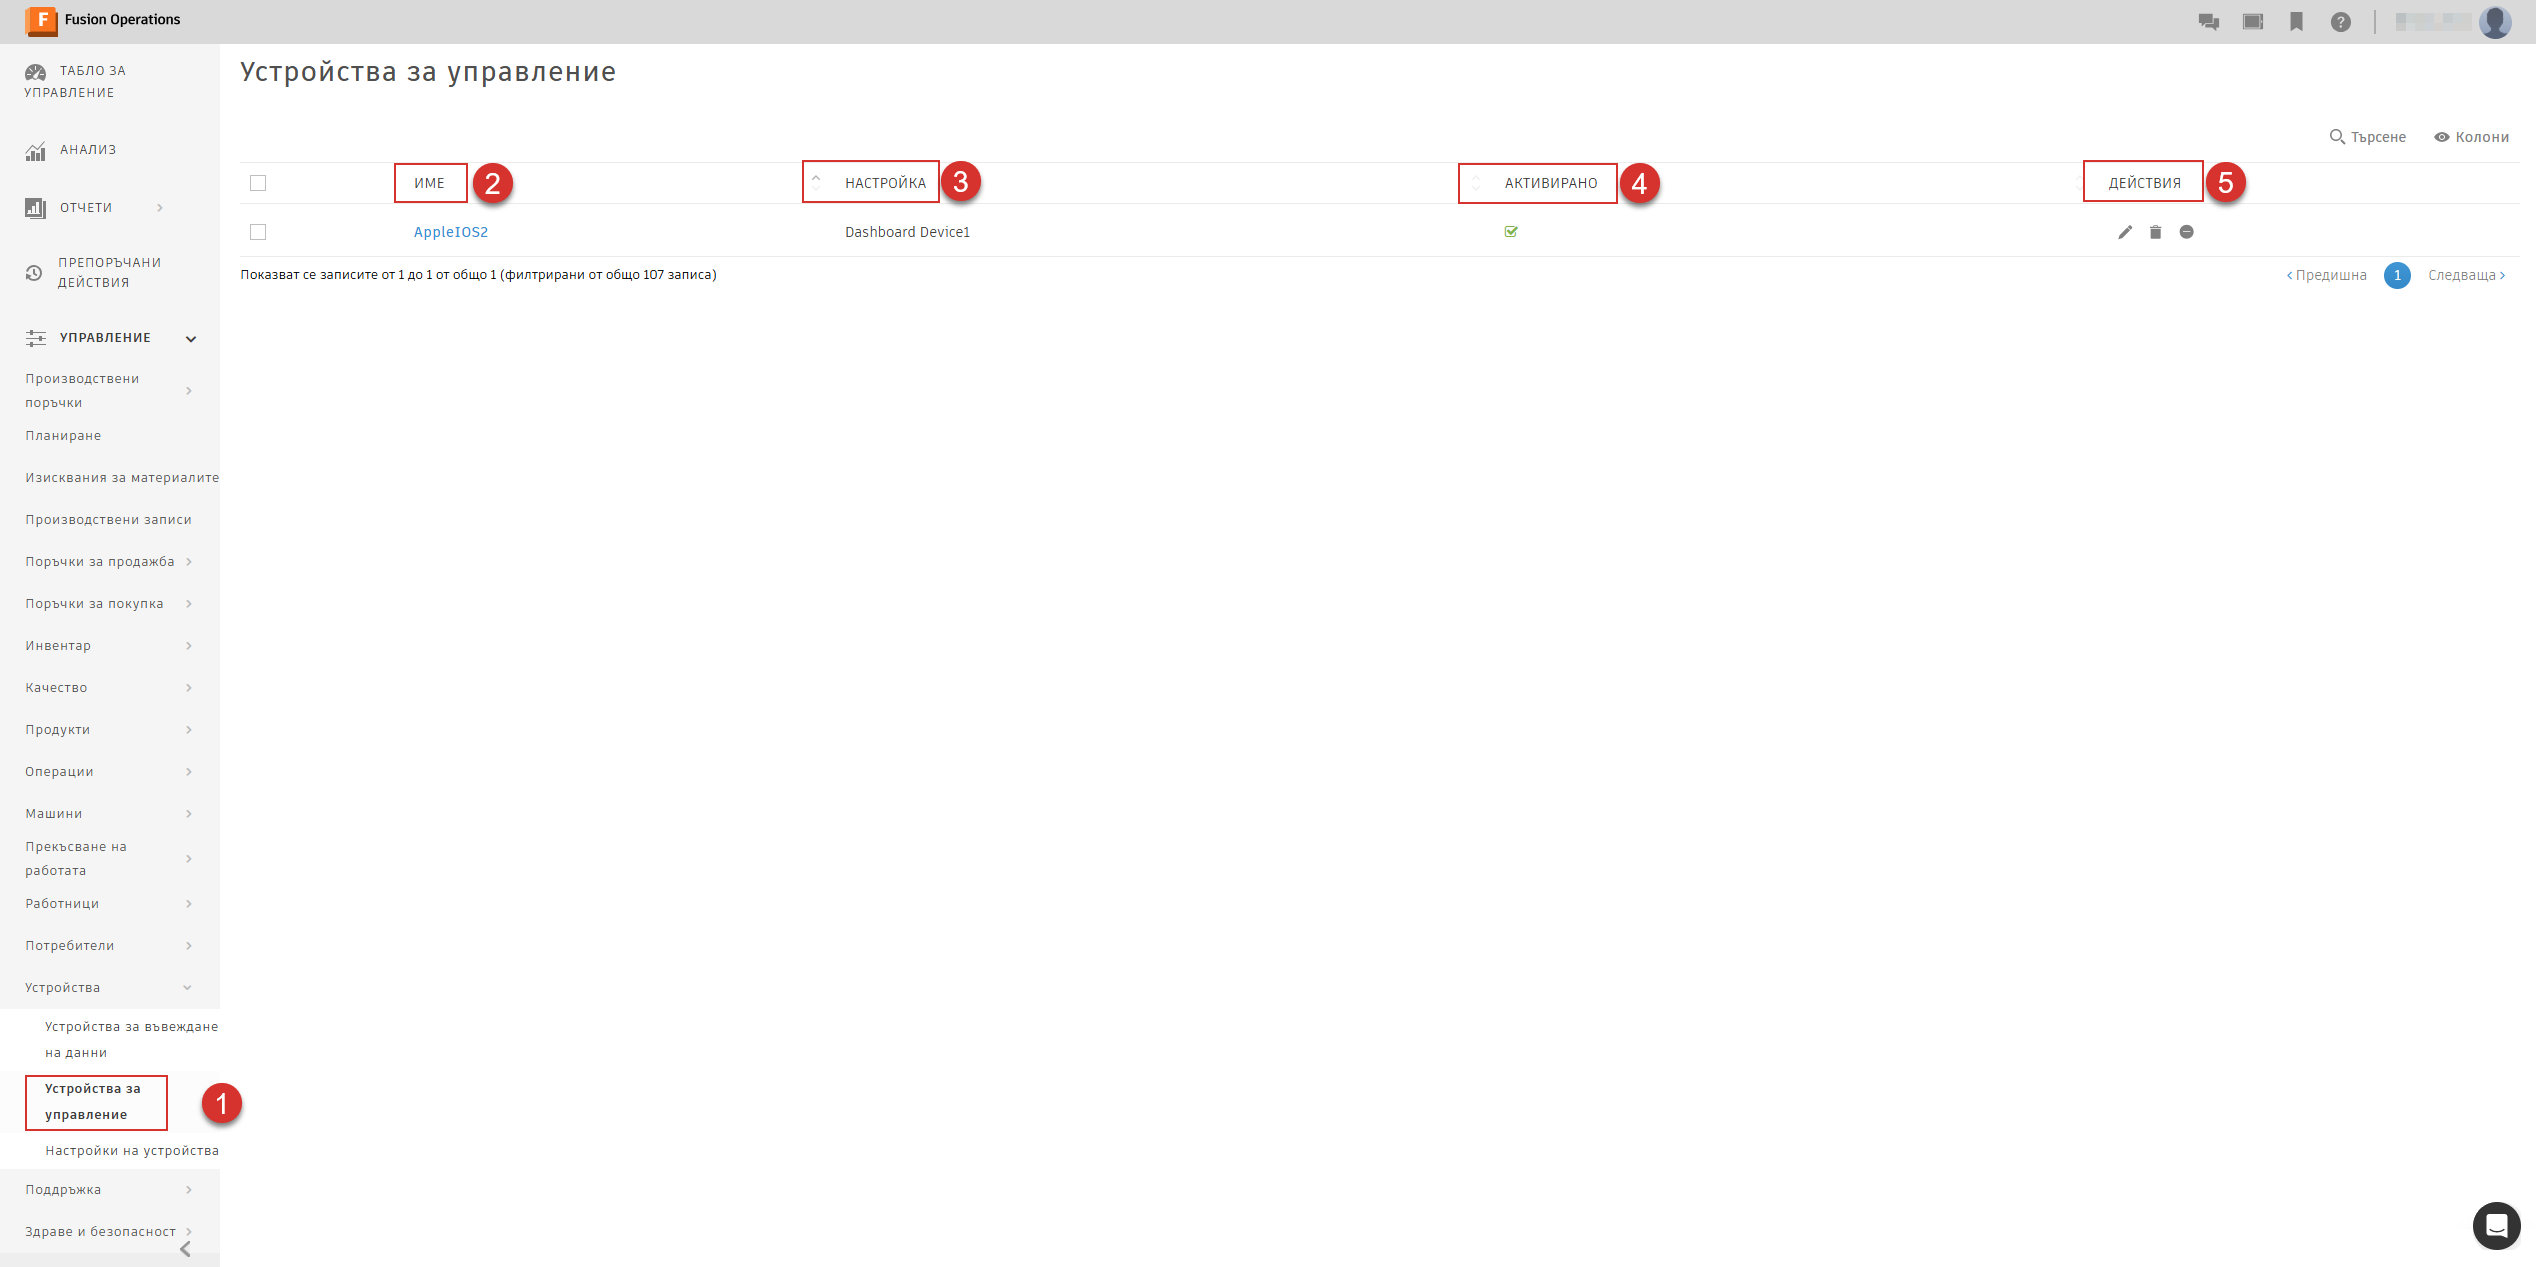 F Fusion Operations
?
ТАБЛО ЗА
УПРАВЛЕНИЕ
АНАЛИЗ
ОТЧЕТИ
ПРЕПОРЪЧАНИ
ДЕЙСТВИЯ
УПРАВЛЕНИЕ
Производствени
поръчки
Планиране
Изисквания за материалите
Производствени записи
Поръчки за продажба
Поръчки за покупка
Инвентар
Качество
Продукти
Операции
Машини
Прекъсване на
работата
Работници
Потребители
Устройства
Устройства за въвеждане
на данни
Устройства за
управление
1
Настройки на устройства
Поддръжка
Здраве и безопасност
Устройства за управление
Търсене Колони
ИМЕ 2 НАСТРОЙКА 3 АКТИВИРАНО 4 ДЕЙСТВИЯ 5
AppleIOS2 Dashboard Device1
Показват се записите от 1 до 1 от общо 1 (филтрирани от общо 107 записа)
Предишна 1 Следваща